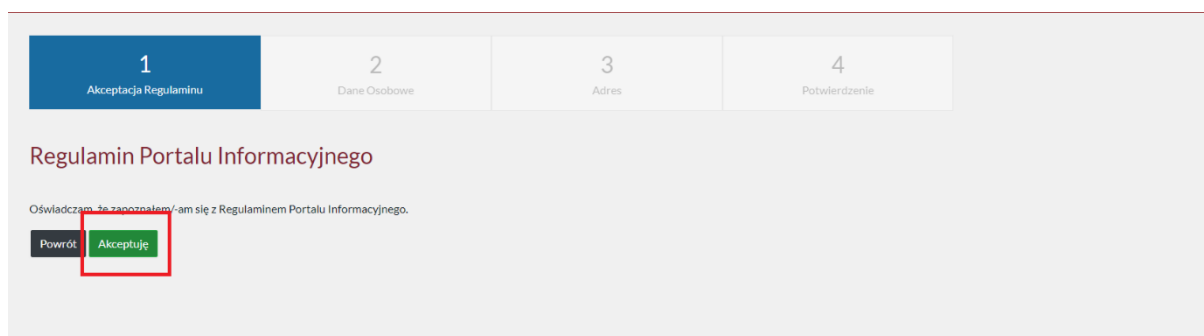 1
Akceptacja Regulaminu
2
Dane Osobowe
3
Adres
4
Potwierdzenie
Regulamin Portalu Informacyjnego
Oświadczam, że zapoznałem/-am się z Regulaminem Portalu Informacyjnego.
Powrót Akceptuję